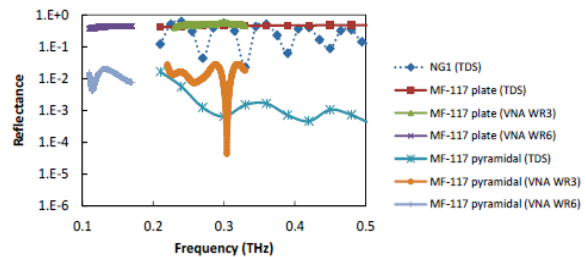 1.E+0
1.E-1
1.E-2
1.E-3
1.E-4
1.E-5
1.E-6
Reflectance
0.1
0.2
0.3
0.4
0.5
Frequency (THz)
NG1 (TDS)
MF-117 plate (TDS)
MF-117 plate (VNA WR3)
MF-117 plate (VNA WR6)
MF-117 pyramidal (TDS)
MF-117 pyramidal (VNA WR3)
MF-117 pyramidal (VNA WR6)